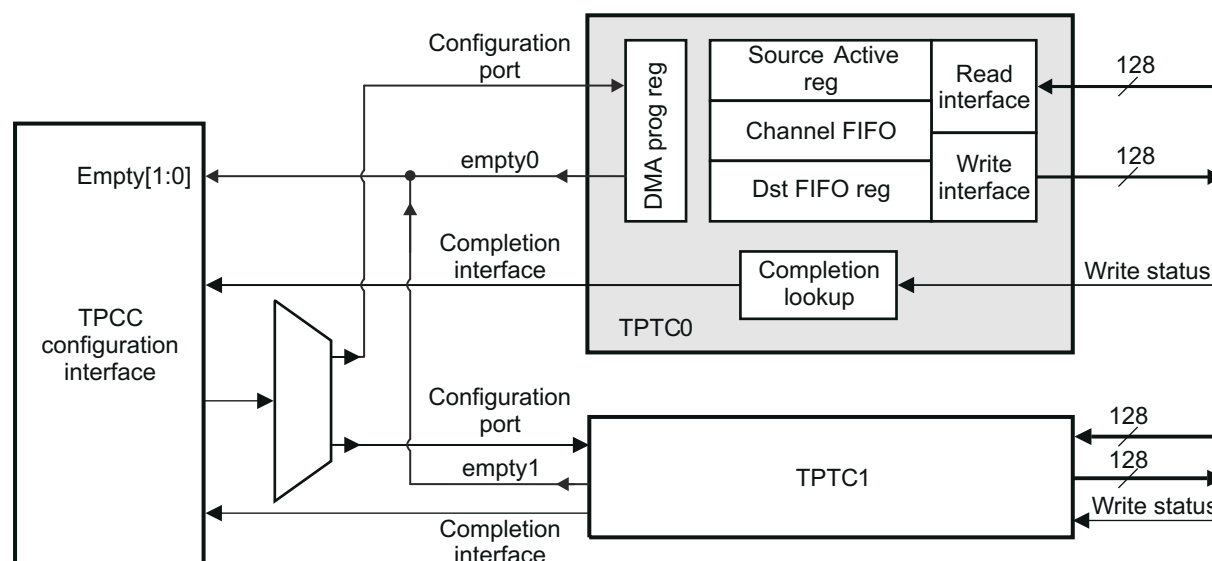 Configuration
port
DMA prog reg
Source Active
reg
Channel FIFO
Dst FIFO reg
Read
interface
Write
interface
128
128
Empty[1:0]
empty0
Completion
interface
Completion
lookup
Write status
TPTC0
TPCC
configuration
interface
Configuration
port
empty1
Completion
interface
TPTC1
128
128
Write status